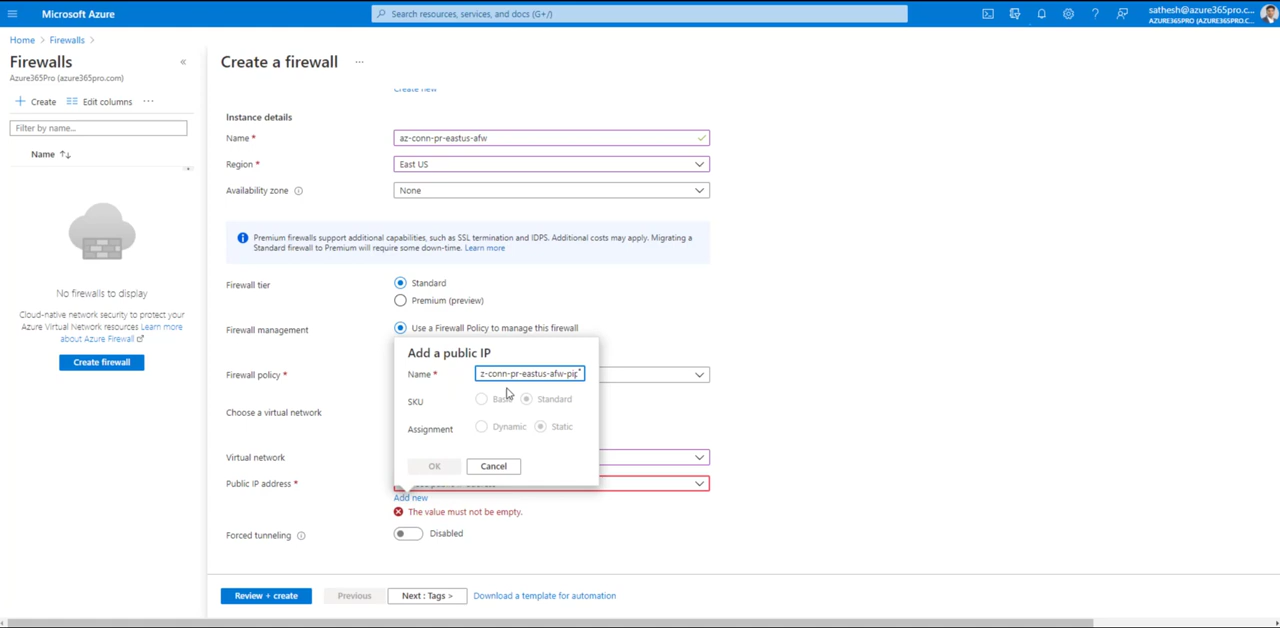 Microsoft Azure
Search resources, services, and docs (G+/)
sathesh@azure365pro.c...
AZURE365PRO (AZURE365PRO.C...
Home > Firewalls >
Firewalls
Azure365Pro (azure365pro.com)
Create
Edit columns
...
Filter by name...
Name
No firewalls to display
Cloud-native network security to protect your
Azure Virtual Network resources Learn more
about Azure Firewall
Create firewall
Create a firewall
...
Create new
Instance details
Name *
az-conn-pr-eastus-afw
Region *
East US
Availability zone
None
Premium firewalls support additional capabilities, such as SSL termination and IDPS. Additional costs may apply. Migrating a
Standard firewall to Premium will require some down-time. Learn more
Firewall tier
Standard
Premium (preview)
Firewall management
Use a Firewall Policy to manage this firewall
Add a public IP
Name *
z-conn-pr-eastus-afw-pip
Firewall policy *
SKU
Basic
Standard
Choose a virtual network
Assignment
Dynamic
Static
OK
Cancel
Virtual network
Public IP address *
Add new
The value must not be empty.
Forced tunneling
Disabled
Review + create
Previous
Next : Tags >
Download a template for automation